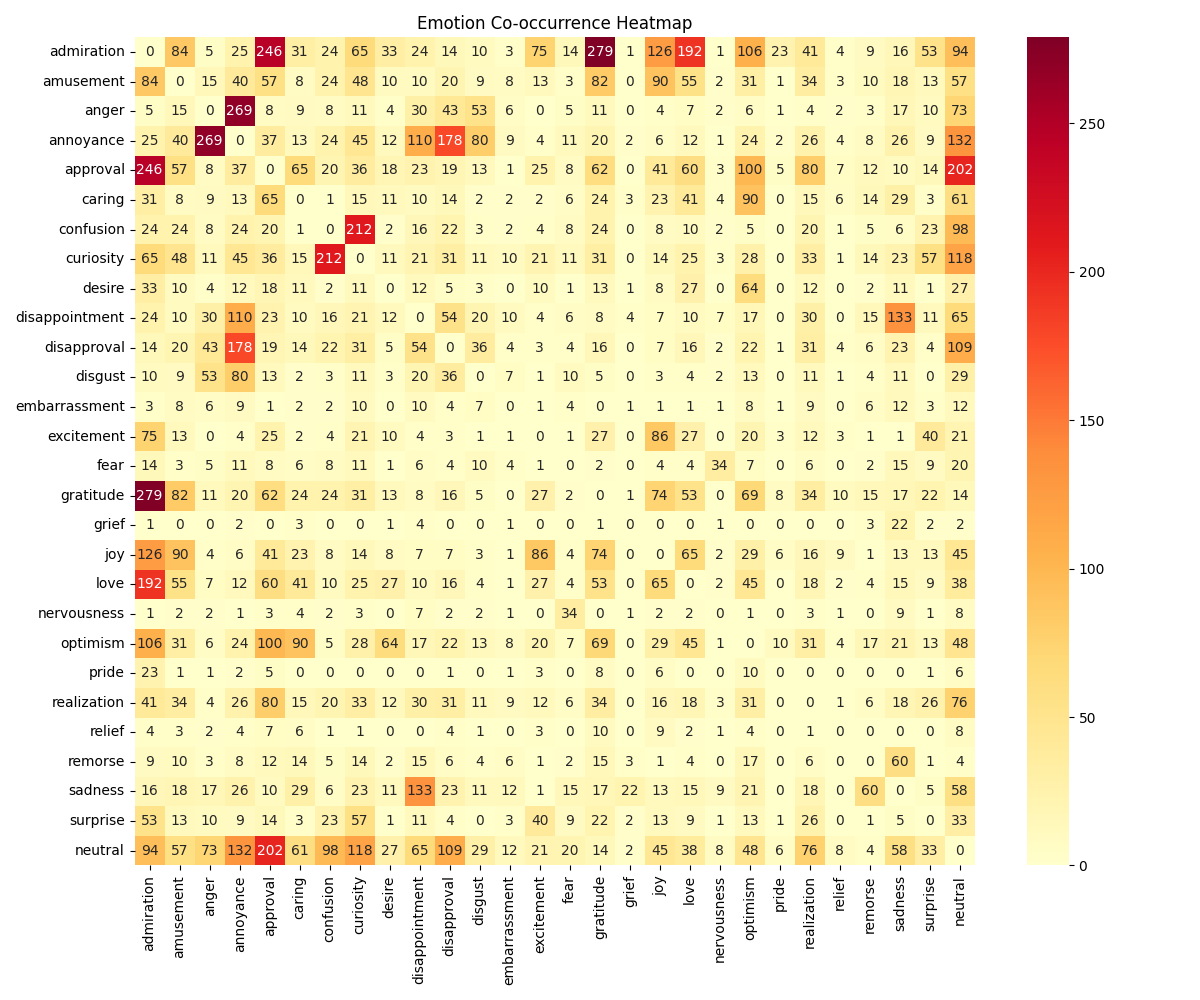 Emotion Co-occurrence Heatmap
admiration 0 84 5 25 246 31 24 65 33 24 14 10 3 75 14 279 1 126 192 1 106 23 41 4 9 16 53 94
amusement 84 0 15 40 57 8 24 48 10 10 20 9 8 13 3 82 0 90 55 2 31 1 34 3 10 18 13 57
anger 5 15 0 269 8 9 8 11 4 30 43 53 6 0 5 11 0 4 7 2 6 1 4 2 3 17 10 73
annoyance 25 40 269 0 37 13 24 45 12 110 178 80 9 4 11 20 2 6 12 1 24 2 26 4 8 26 9 132
approval 246 57 8 37 0 65 20 36 18 23 19 13 1 25 8 62 0 41 60 3 100 5 80 7 12 10 14 202
caring 31 8 9 13 65 0 1 15 11 10 14 2 2 2 6 24 3 23 41 4 90 0 15 6 14 29 3 61
confusion 24 24 8 24 20 1 0 212 2 16 22 3 2 4 8 24 0 8 10 2 5 0 20 1 5 6 23 98
curiosity 65 48 11 45 36 15 212 0 11 21 31 11 10 21 11 31 0 14 25 3 28 0 33 1 14 23 57 118
desire 33 10 4 12 18 11 2 11 0 12 5 3 0 10 1 13 1 8 27 0 64 0 12 0 2 11 1 27
disappointment 24 10 30 110 23 10 16 21 12 0 54 20 10 4 6 8 4 7 10 7 17 0 30 0 15 133 11 65
disapproval 14 20 43 178 19 14 22 31 5 54 0 36 4 3 4 16 0 7 16 2 22 1 31 4 6 23 4 109
disgust 10 9 53 80 13 2 3 11 3 20 36 0 7 1 10 5 0 3 4 2 13 0 11 1 4 11 0 29
embarrassment 3 8 6 9 1 2 2 10 0 10 4 7 0 1 4 0 1 1 1 1 8 1 9 0 6 12 3 12
excitement 75 13 0 4 25 2 4 21 10 4 3 1 1 0 1 27 0 86 27 0 20 3 12 3 1 1 40 21
fear 14 3 5 11 8 6 8 11 1 6 4 10 4 1 0 2 0 4 4 34 7 0 6 0 2 15 9 20
gratitude 279 82 11 20 62 24 24 31 13 8 16 5 0 27 2 0 1 74 53 0 69 8 34 10 15 17 22 14
grief 1 0 0 2 0 3 0 0 1 4 0 0 1 0 0 1 0 0 0 1 0 0 0 0 3 22 2 2
joy 126 90 4 6 41 23 8 14 8 7 7 3 1 86 4 74 0 0 65 2 29 6 16 9 1 13 13 45
love 192 55 7 12 60 41 10 25 27 10 16 4 1 27 4 53 0 65 0 2 45 0 18 2 4 15 9 38
nervousness 1 2 2 1 3 4 2 3 0 7 2 2 1 0 34 0 1 2 2 0 1 0 3 1 0 9 1 8
optimism 106 31 6 24 100 90 5 28 64 17 22 13 8 20 7 69 0 29 45 1 0 10 31 4 17 21 13 48
pride 23 1 1 2 5 0 0 0 0 0 1 0 1 3 0 8 0 6 0 0 10 0 0 0 0 0 1 6
realization 41 34 4 26 80 15 20 33 12 30 31 11 9 12 6 34 0 16 18 3 31 0 0 1 6 18 26 76
relief 4 3 2 4 7 6 1 1 0 0 4 1 0 3 0 10 0 9 2 1 4 0 1 0 0 0 0 8
remorse 9 10 3 8 12 14 5 14 2 15 6 4 6 1 2 15 3 1 4 0 17 0 6 0 0 60 1 4
sadness 16 18 17 26 10 29 6 23 11 133 23 11 12 1 15 17 22 13 15 9 21 0 18 0 60 0 5 58
surprise 53 13 10 9 14 3 23 57 1 11 4 0 3 40 9 22 2 13 9 1 13 1 26 0 1 5 0 33
neutral 94 57 73 132 202 61 98 118 27 65 109 29 12 21 20 14 2 45 38 8 48 6 76 8 4 58 33 0
admiration amusement anger annoyance approval caring confusion curiosity desire disappointment disapproval disgust embarrassment excitement fear gratitude grief joy love nervousness optimism pride realization relief remorse sadness surprise neutral
250
200
150
100
50
0